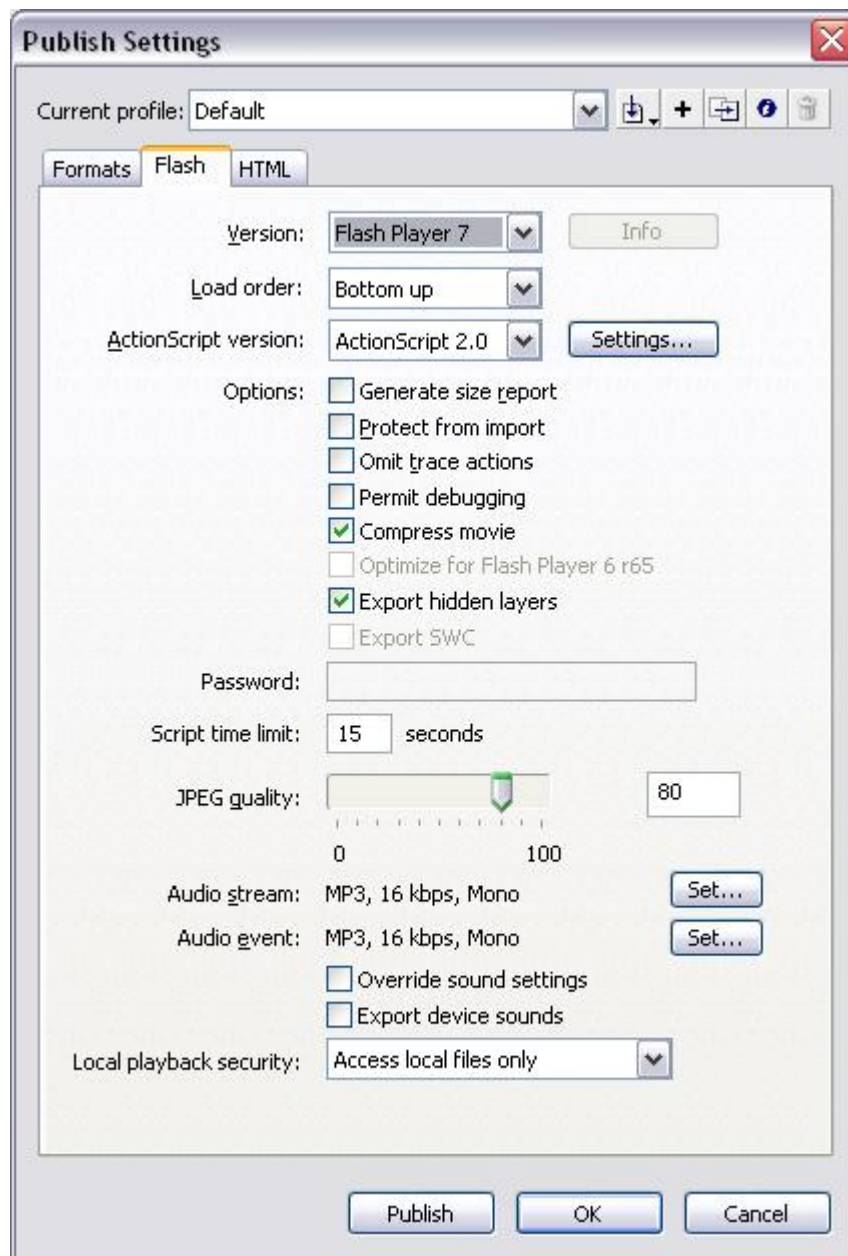 Publish Settings
Current profile: Default
Formats Flash HTML
Version: Flash Player 7 Info
Load order: Bottom up
ActionScript version: ActionScript 2.0 Settings...
Options: Generate size report
Protect from import
Omit trace actions
Permit debugging
Compress movie
Optimize for Flash Player 6 r65
Export hidden layers
Export SWC
Password:
Script time limit: 15 seconds
JPEG quality: 80
0 100
Audio stream: MP3, 16 kbps, Mono Set...
Audio event: MP3, 16 kbps, Mono Set...
Override sound settings
Export device sounds
Local playback security: Access local files only
Publish OK Cancel